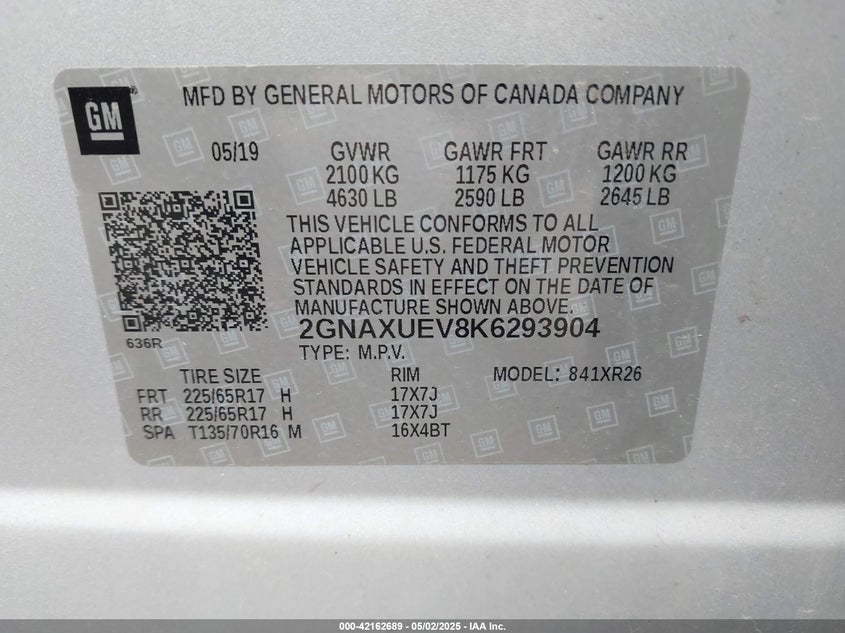 GM
®
MFD BY GENERAL MOTORS OF CANADA COMPANY
05/19 GVWR GAWR FRT GAWR RR
2100 KG 1175 KG 1200 KG
4630 LB 2590 LB 2645 LB
THIS VEHICLE CONFORMS TO ALL
APPLICABLE U.S. FEDERAL MOTOR
VEHICLE SAFETY AND THEFT PREVENTION
STANDARDS IN EFFECT ON THE DATE OF
MANUFACTURE SHOWN ABOVE.
2GNAXUEV8K6293904
636R
TYPE: M.P.V.
TIRE SIZE RIM MODEL: 841XR26
FRT 225/65R17 H 17X7J
RR 225/65R17 H 17X7J
SPA T135/70R16 M 16X4BT
000-42162689 - 05/02/2025 - IAA Inc.